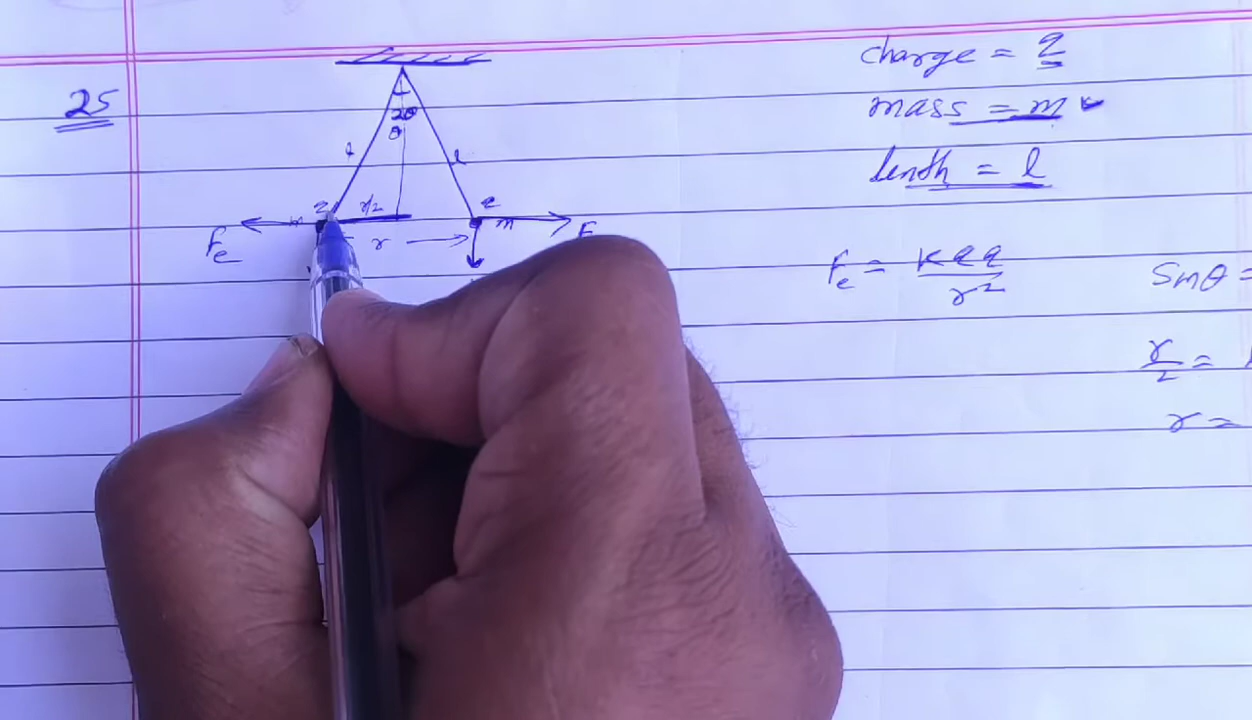 25
charge = q
mass = m
lenth = l
2θ
θ
l
l
q
r/2
q
m
Fe
r
F
Fe = Kqq/r²
Sinθ =
r/2 =
r =